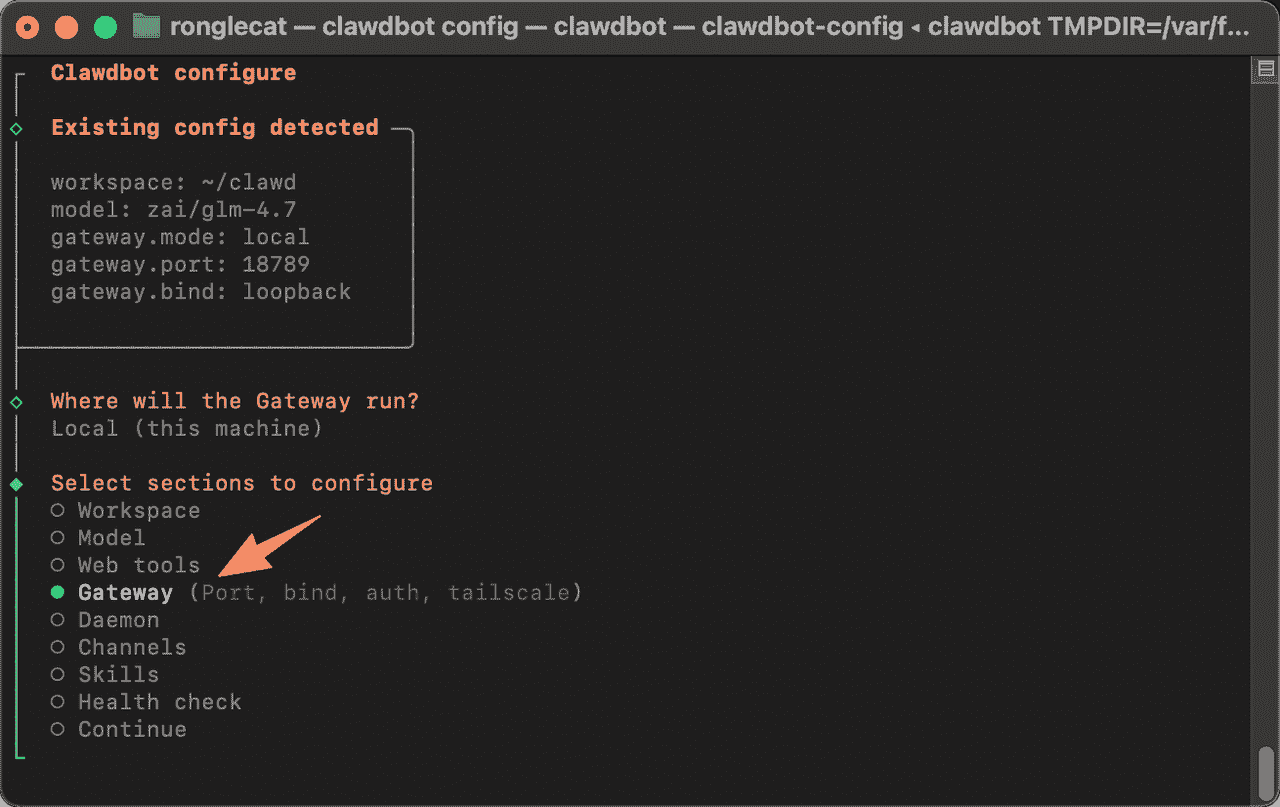 ronglecat — clawdbot config — clawdbot — clawdbot-config ◂ clawdbot TMPDIR=/var/f...
Clawdbot configure
Existing config detected
workspace: ~/clawd
model: zai/glm-4.7
gateway.mode: local
gateway.port: 18789
gateway.bind: loopback
Where will the Gateway run?
Local (this machine)
Select sections to configure
Workspace
Model
Web tools
Gateway (Port, bind, auth, tailscale)
Daemon
Channels
Skills
Health check
Continue